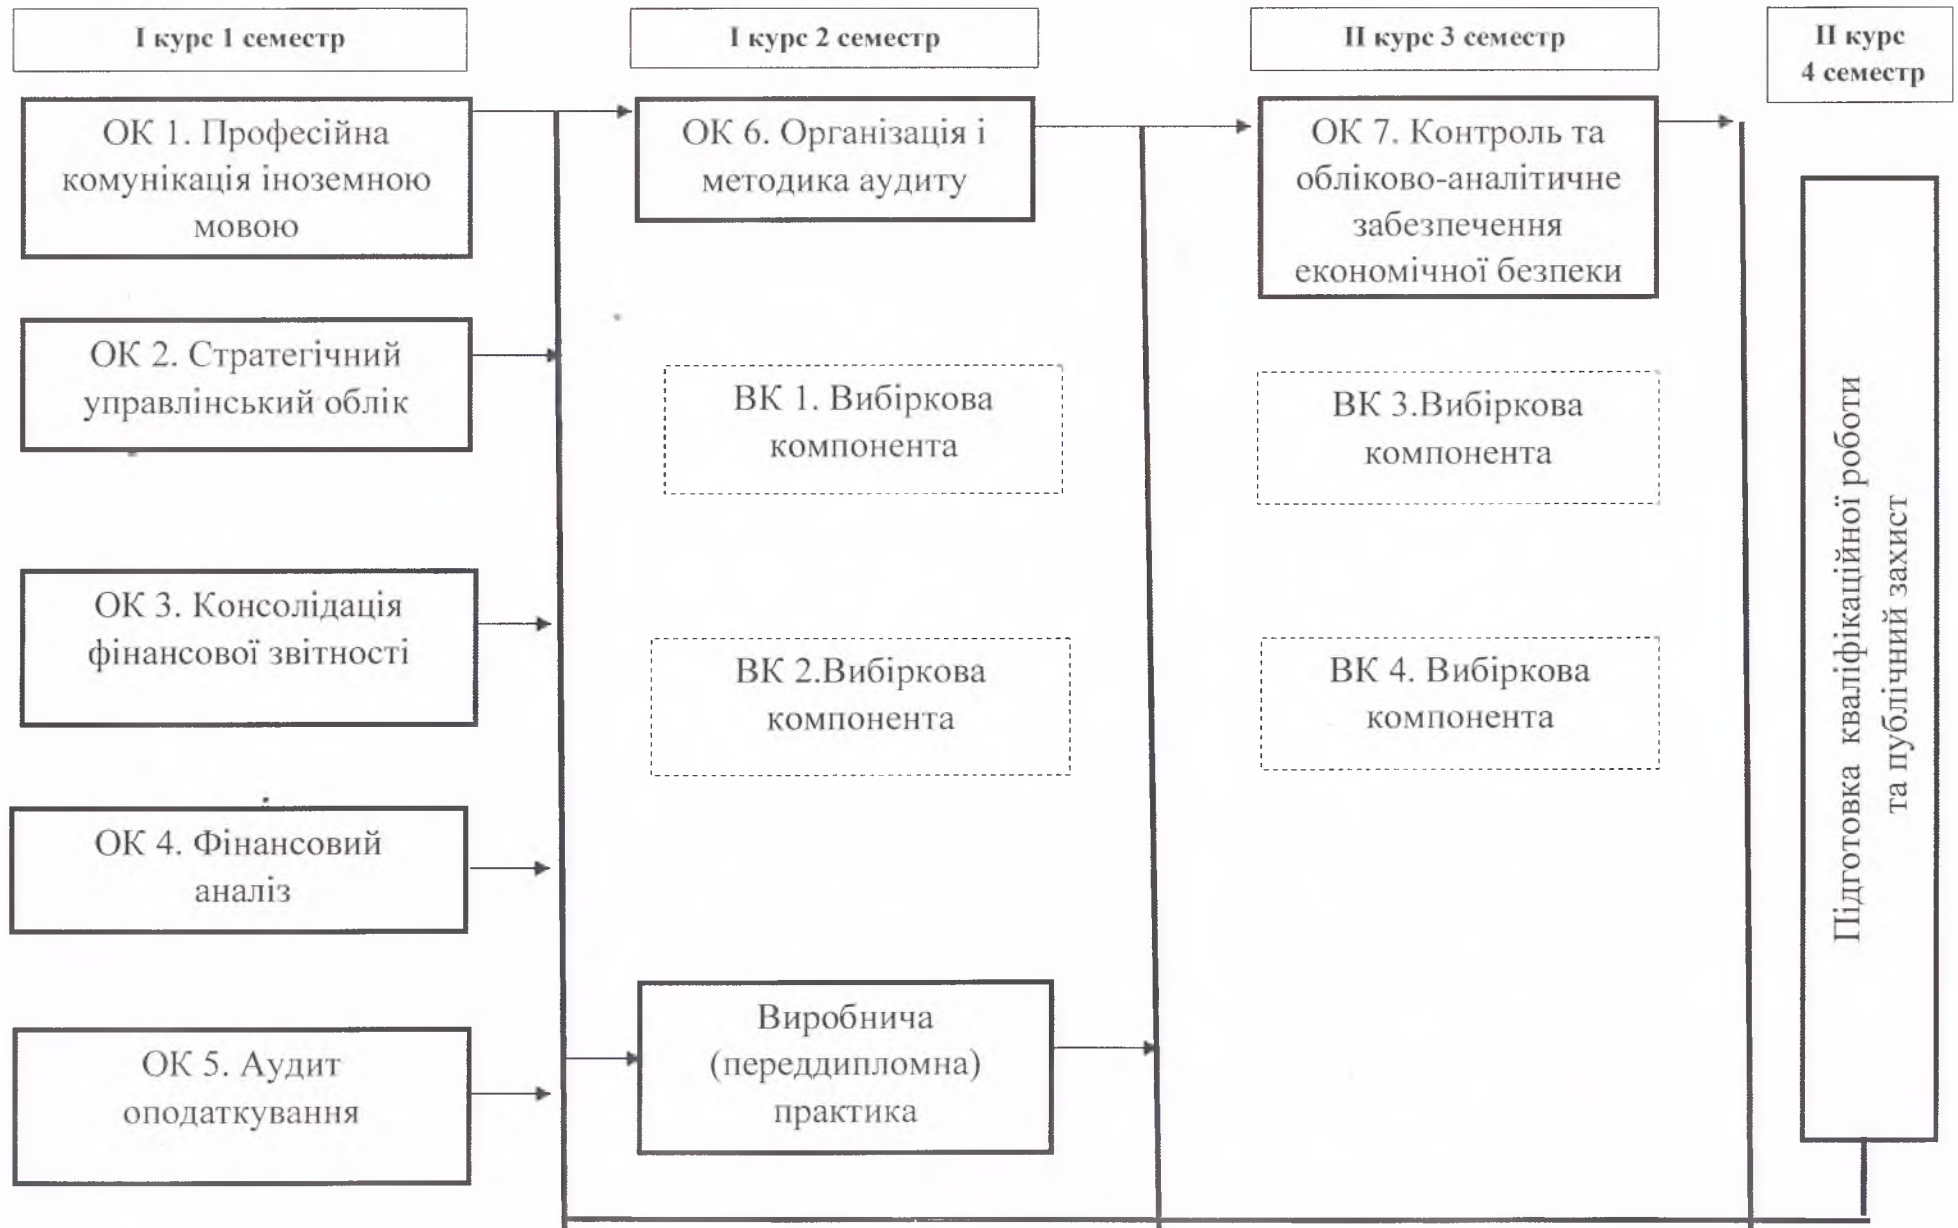 І курс 1 семестр
І курс 2 семестр
ІІ курс 3 семестр
ІІ курс
4 семестр
ОК 1. Професійна
комунікація іноземною
мовою
ОК 2. Стратегічний
управлінський облік
ОК 3. Консолідація
фінансової звітності
ОК 4. Фінансовий
аналіз
ОК 5. Аудит
оподаткування
ОК 6. Організація і
методика аудиту
ВК 1. Вибіркова
компонента
ВК 2.Вибіркова
компонента
Виробнича
(переддипломна)
практика
ОК 7. Контроль та
обліково-аналітичне
забезпечення
економічної безпеки
ВК 3.Вибіркова
компонента
ВК 4. Вибіркова
компонента
Підготовка кваліфікаційної роботи
та публічний захист